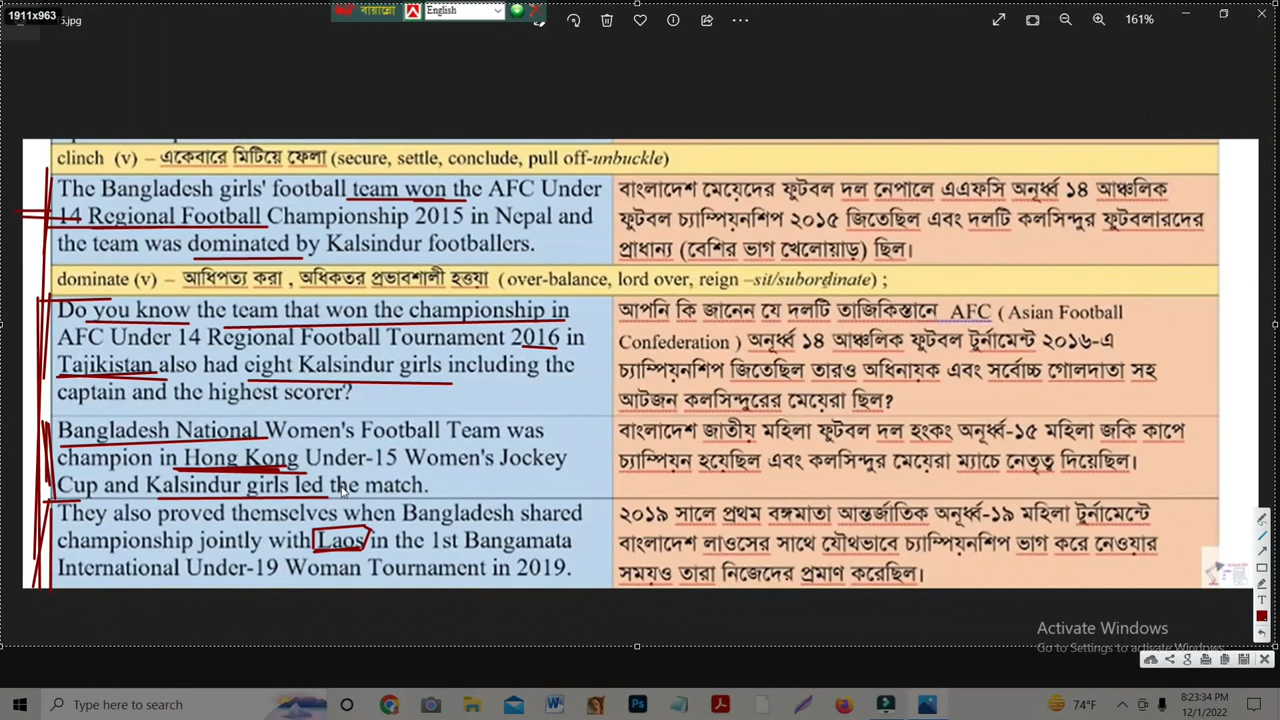 1911x963
5.jpg
বায়ান্নো
English
161%
clinch (v) – একেবারে মিটিয়ে ফেলা (secure, settle, conclude, pull off-unbuckle)
The Bangladesh girls' football team won the AFC Under
14 Regional Football Championship 2015 in Nepal and
the team was dominated by Kalsindur footballers.
বাংলাদেশ মেয়েদের ফুটবল দল নেপালে এএফসি অনূর্ধ্ব ১৪ আঞ্চলিক
ফুটবল চ্যাম্পিয়নশিপ ২০১৫ জিতেছিল এবং দলটি কলসিন্দুর ফুটবলারদের
প্রাধান্য (বেশির ভাগ খেলোয়াড়) ছিল।
dominate (v) – আধিপত্য করা , অধিকতর প্রভাবশালী হওয়া (over-balance, lord over, reign –sit/subordinate) ;
Do you know the team that won the championship in
AFC Under 14 Regional Football Tournament 2016 in
Tajikistan also had eight Kalsindur girls including the
captain and the highest scorer?
আপনি কি জানেন যে দলটি তাজিকিস্তানে AFC (Asian Football
Confederation ) অনূর্ধ্ব ১৪ আঞ্চলিক ফুটবল টুর্নামেন্ট ২০১৬-এ
চ্যাম্পিয়নশিপ জিতেছিল তারও অধিনায়ক এবং সর্বোচ্চ গোলদাতা সহ
আটজন কলসিন্দুরের মেয়েরা ছিল?
Bangladesh National Women's Football Team was
champion in Hong Kong Under-15 Women's Jockey
Cup and Kalsindur girls led the match.
বাংলাদেশ জাতীয় মহিলা ফুটবল দল হংকং অনূর্ধ্ব-১৫ মহিলা জকি কাপে
চ্যাম্পিয়ন হয়েছিল এবং কলসিন্দুর মেয়েরা ম্যাচে নেতৃত্ব দিয়েছিল।
They also proved themselves when Bangladesh shared
championship jointly with Laos in the 1st Bangamata
International Under-19 Woman Tournament in 2019.
২০১৯ সালে প্রথম বঙ্গমাতা আন্তর্জাতিক অনূর্ধ্ব-১৯ মহিলা টুর্নামেন্টে
বাংলাদেশ লাওসের সাথে যৌথভাবে চ্যাম্পিয়নশিপ ভাগ করে নেওয়ার
সময়ও তারা নিজেদের প্রমাণ করেছিল।
Activate Windows
Go to Settings to activate Windows.
Type here to search
74°F
8:23:34 PM
12/1/2022